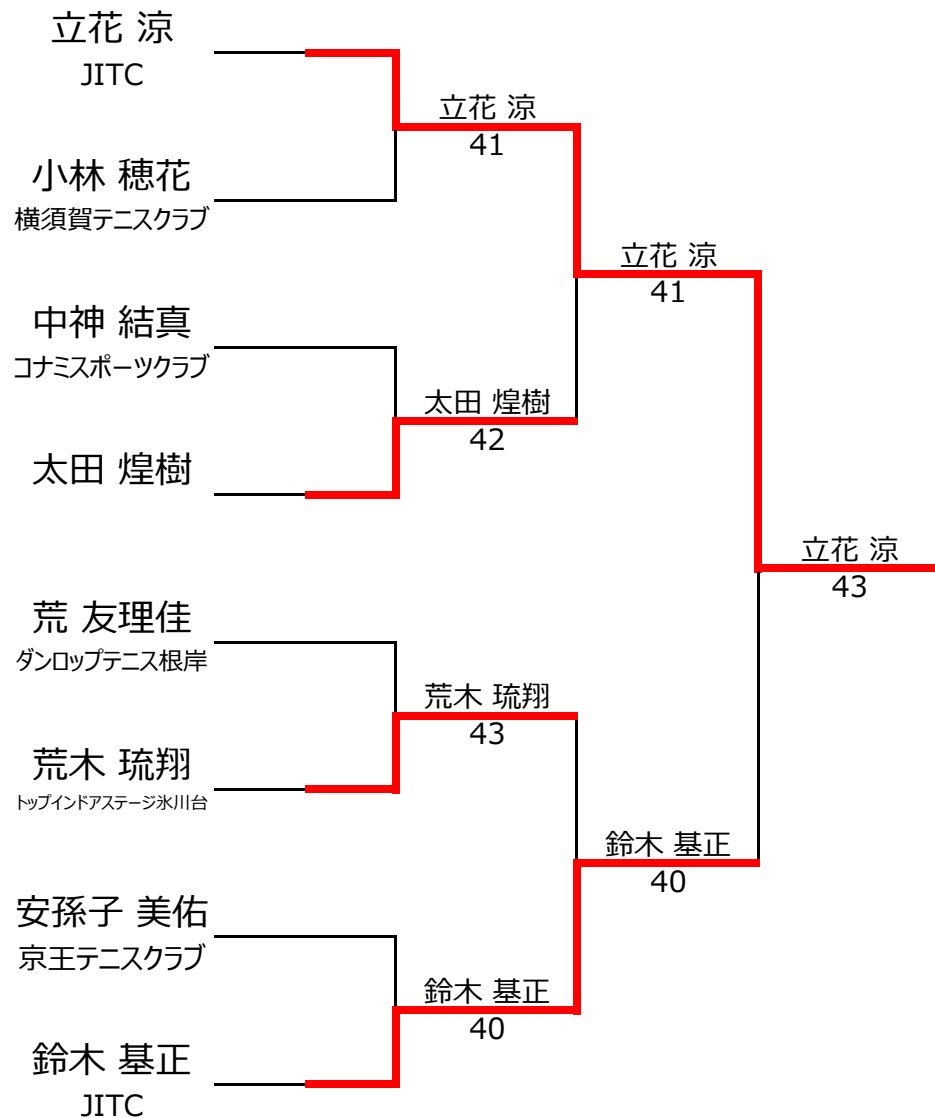 立花 涼
JITC
小林 穂花
横須賀テニスクラブ
中神 結真
コナミスポーツクラブ
太田 煌樹
荒 友理佳
ダンロップテニス根岸
荒木 琉翔
トップインドアステージ氷川台
安孫子 美佑
京王テニスクラブ
鈴木 基正
JITC
立花 涼
41
太田 煌樹
42
荒木 琉翔
43
鈴木 基正
40
立花 涼
41
鈴木 基正
40
立花 涼
43